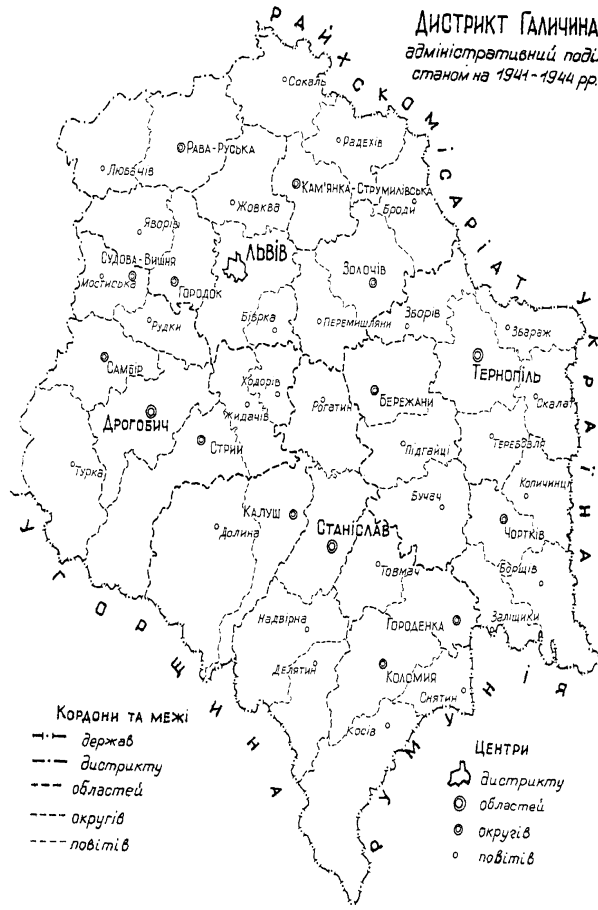 ДИСТРИКТ ГАЛИЧИНА
адміністративний поділ
станом на 1941-1944 рр.
РАЙХСКОМІСАРІАТ УКРАЇНА
Сокаль
Рава-Руська
Радехів
Любачів
Кам'янка-Струмилівська
Жовква
Броди
Яворів
ЛЬВІВ
Судова-Вишня
Мостиська
Городок
Золочів
Рудки
Бібрка
Перемишляни
Зборів
Збараж
Самбір
ТЕРНОПІЛЬ
Ходорів
Рогатин
Бережани
Скалат
ДРОГОБИЧ
Жидачів
Стрий
Підгайці
Теребовля
Турка
Копичинці
Бучач
Калуш
Долина
СТАНІСЛАВ
Чортків
Товмач
Борщів
Надвірна
Городенка
Заліщики
Делятин
Коломия
Снятин
Косів
УГОРЩИНА
РУМУНІЯ
Кордони та межі
держав
дистрикту
областей
округів
повітів
Центри
дистрикту
областей
округів
повітів